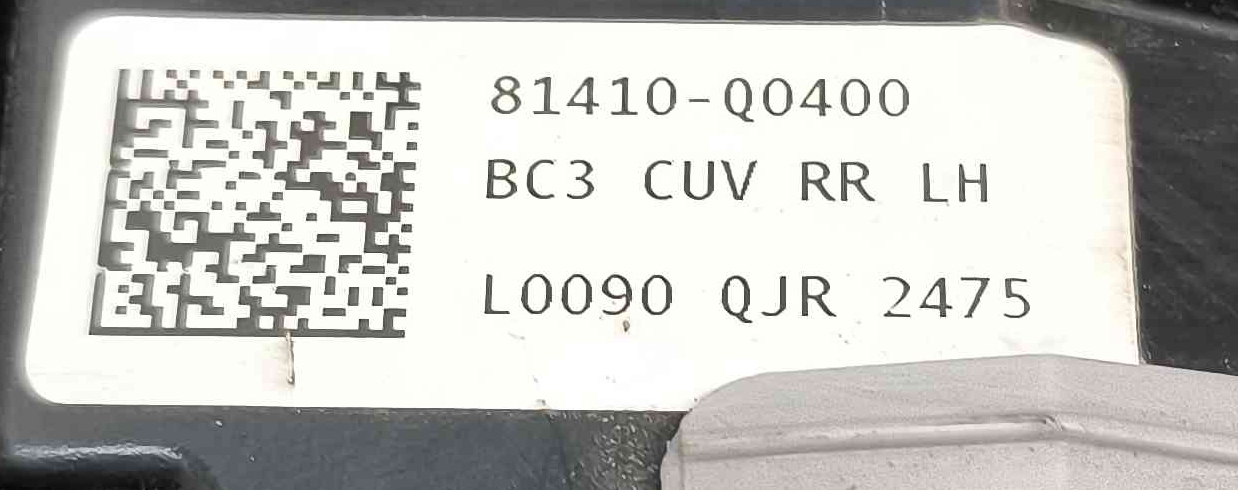 81410-Q0400
BC3 CUV RR LH
L0090 QJR 2475